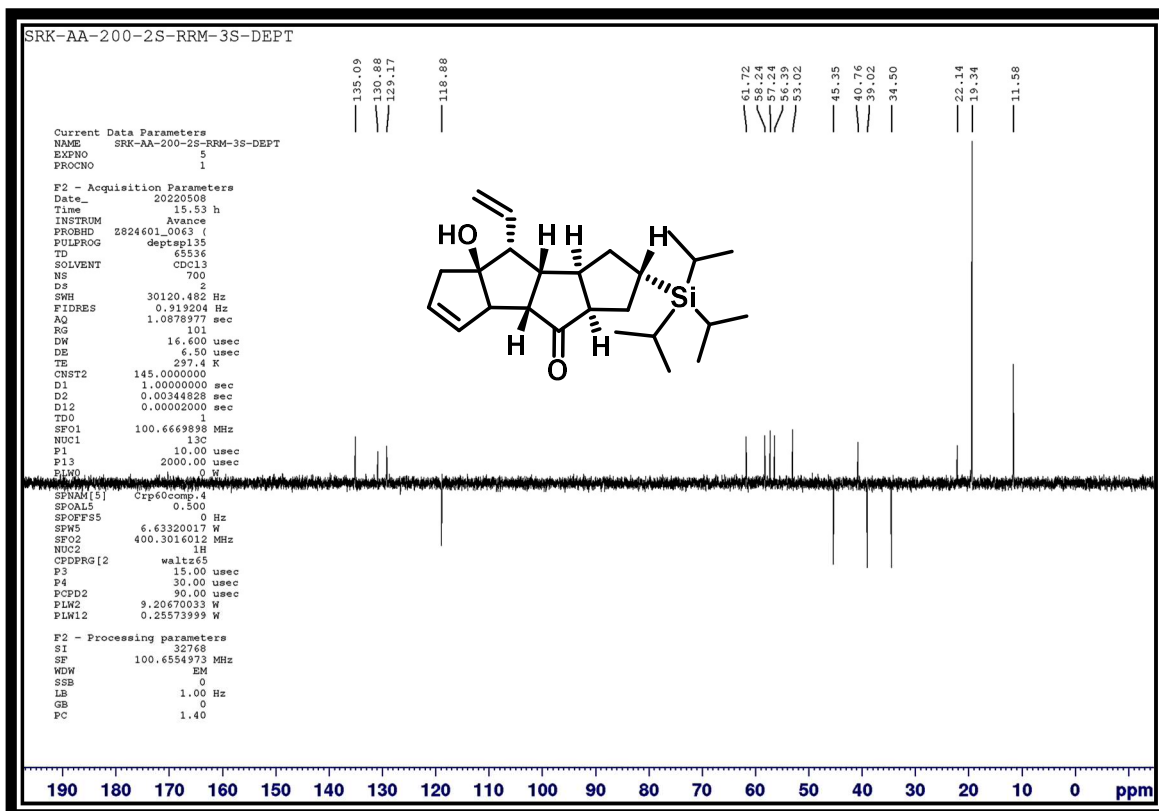 SRK-AA-200-2S-RRM-3S-DEPT
135.09
130.88
129.17
118.88
61.72
58.24
57.24
56.39
53.02
45.35
40.76
39.02
34.50
22.14
19.34
11.58
Current Data Parameters
NAME SRK-AA-200-2S-RRM-3S-DEPT
EXPNO 5
PROCNO 1
F2 - Acquisition Parameters
Date_ 20220508
Time 15.53 h
INSTRUM Avance
PROBHD Z824601_0063 (
PULPROG deptsp135
TD 65536
SOLVENT CDCl3
NS 700
DS 2
SWH 30120.482 Hz
FIDRES 0.919204 Hz
AQ 1.0878977 sec
RG 101
DW 16.600 usec
DE 6.50 usec
TE 297.4 K
CNST2 145.0000000
D1 1.00000000 sec
D2 0.00344828 sec
D12 0.00002000 sec
TD0 1
SFO1 100.6669898 MHz
NUC1 13C
P1 10.00 usec
P13 2000.00 usec
PLW0 0 W
SPNAM[5] Crp60comp.4
SPOAL5 0.500
SPOFFS5 0 Hz
SPW5 6.63320017 W
SFO2 400.3016012 MHz
NUC2 1H
CPDPRG[2 waltz65
P3 15.00 usec
P4 30.00 usec
PCPD2 90.00 usec
PLW2 9.20670033 W
PLW12 0.25573999 W
F2 - Processing parameters
SI 32768
SF 100.6554973 MHz
WDW EM
SSB 0
LB 1.00 Hz
GB 0
PC 1.40
HO H H H
Si
H H
O
190 180 170 160 150 140 130 120 110 100 90 80 70 60 50 40 30 20 10 0 ppm